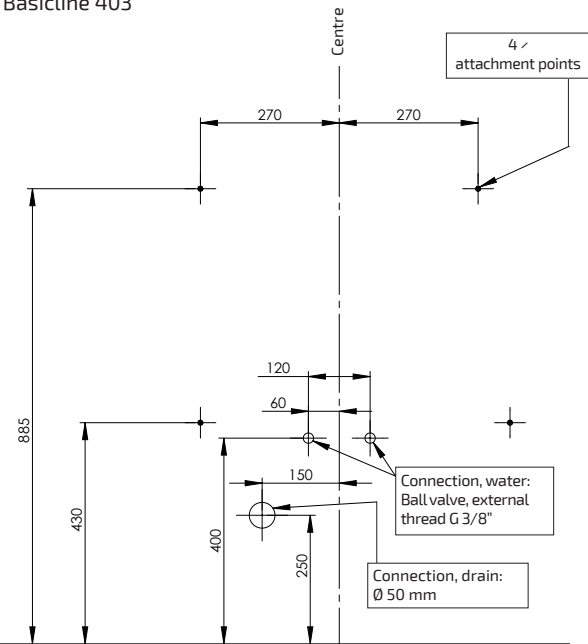 Basicline 403
Centre
4 ×
attachment points
270
270
885
430
120
60
400
150
250
Connection, water:
Ball valve, external
thread G 3/8"
Connection, drain:
Ø 50 mm